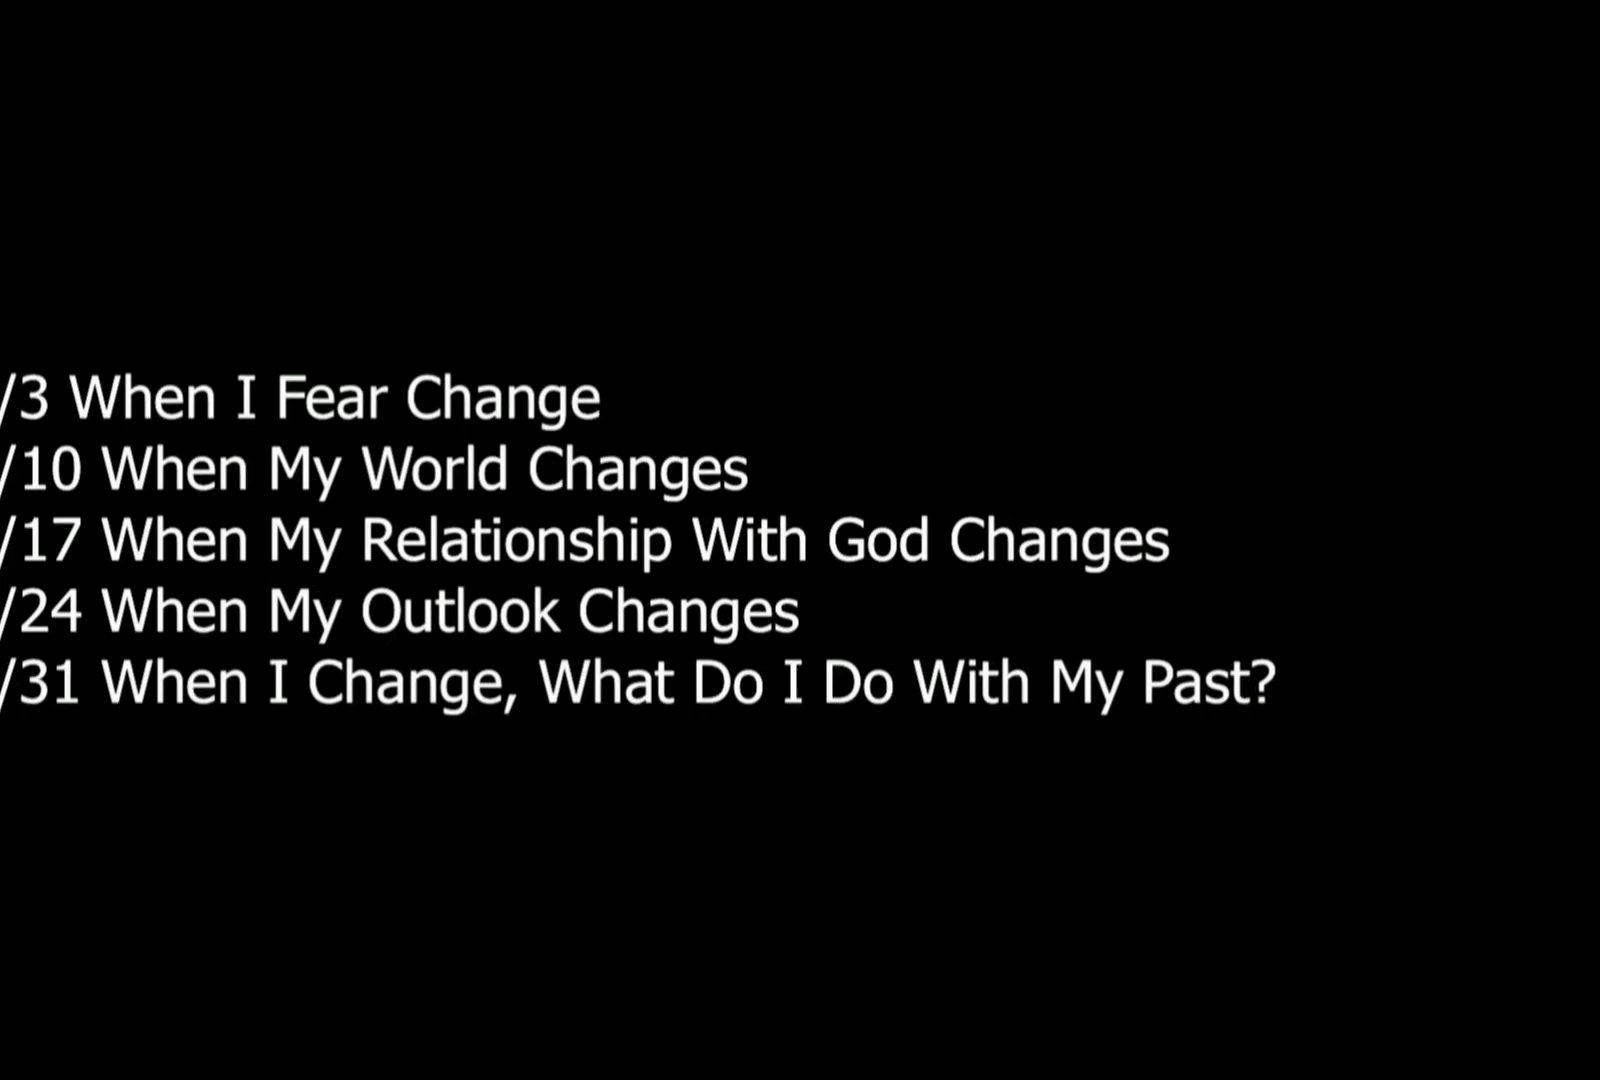 /3 When I Fear Change
/10 When My World Changes
/17 When My Relationship With God Changes
/24 When My Outlook Changes
/31 When I Change, What Do I Do With My Past?